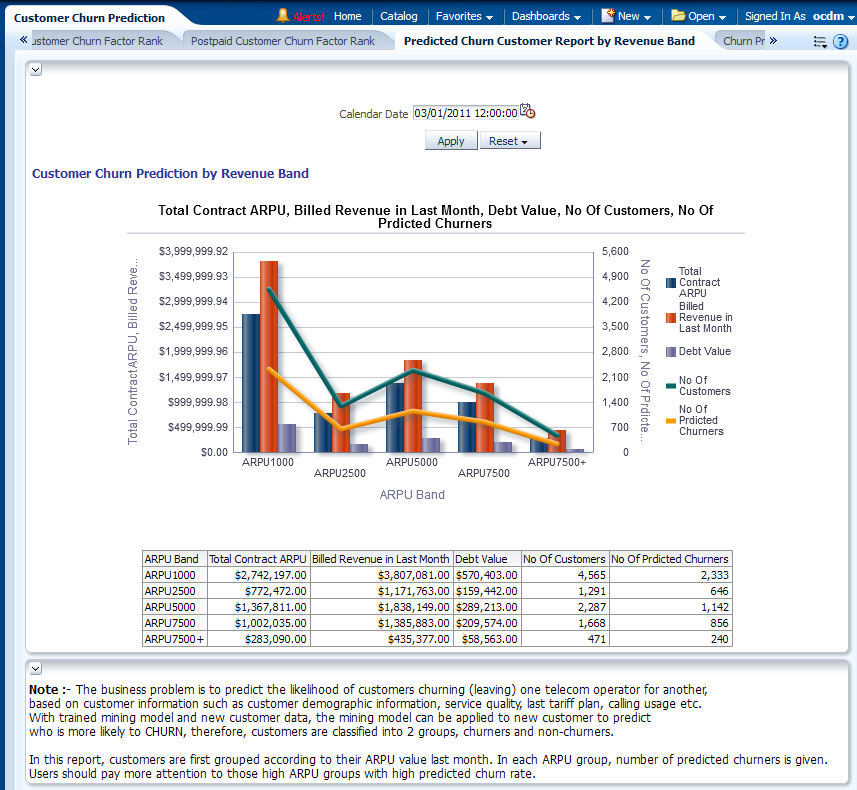 Customer Churn Prediction
Alerts! Home Catalog Favorites Dashboards New Open Signed In As ocdm
« ustomer Churn Factor Rank Postpaid Customer Churn Factor Rank Predicted Churn Customer Report by Revenue Band Churn Pr »
Calendar Date 03/01/2011 12:00:00
Apply Reset
Customer Churn Prediction by Revenue Band
Total Contract ARPU, Billed Revenue in Last Month, Debt Value, No Of Customers, No Of
Prdicted Churners
Total Contract ARPU, Billed Reve...
$3,999,999.92
$3,499,999.93
$2,999,999.94
$2,499,999.95
$1,999,999.96
$1,499,999.97
$999,999.98
$499,999.99
$0.00
5,600
4,900
4,200
3,500
2,800
2,100
1,400
700
0
No Of Customers, No Of Prdicte...
ARPU1000
ARPU2500
ARPU5000
ARPU7500
ARPU7500+
ARPU Band
Total
Contract
ARPU
Billed
Revenue in
Last Month
Debt Value
No Of
Customers
No Of
Prdicted
Churners
ARPU Band Total Contract ARPU Billed Revenue in Last Month Debt Value No Of Customers No Of Prdicted Churners
ARPU1000 $2,742,197.00 $3,807,081.00 $570,403.00 4,565 2,333
ARPU2500 $772,472.00 $1,171,763.00 $159,442.00 1,291 646
ARPU5000 $1,367,811.00 $1,838,149.00 $289,213.00 2,287 1,142
ARPU7500 $1,002,035.00 $1,385,883.00 $209,574.00 1,668 856
ARPU7500+ $283,090.00 $435,377.00 $58,563.00 471 240
Note :- The business problem is to predict the likelihood of customers churning (leaving) one telecom operator for another,
based on customer information such as customer demographic information, service quality, last tariff plan, calling usage etc.
With trained mining model and new customer data, the mining model can be applied to new customer to predict
who is more likely to CHURN, therefore, customers are classified into 2 groups, churners and non-churners.
In this report, customers are first grouped according to their ARPU value last month. In each ARPU group, number of predicted churners is given.
Users should pay more attention to those high ARPU groups with high predicted churn rate.